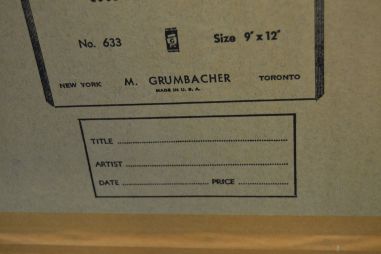 No. 633 Size 9" x 12"
NEW YORK M. GRUMBACHER TORONTO
MADE IN U.S.A.
TITLE
ARTIST
DATE PRICE